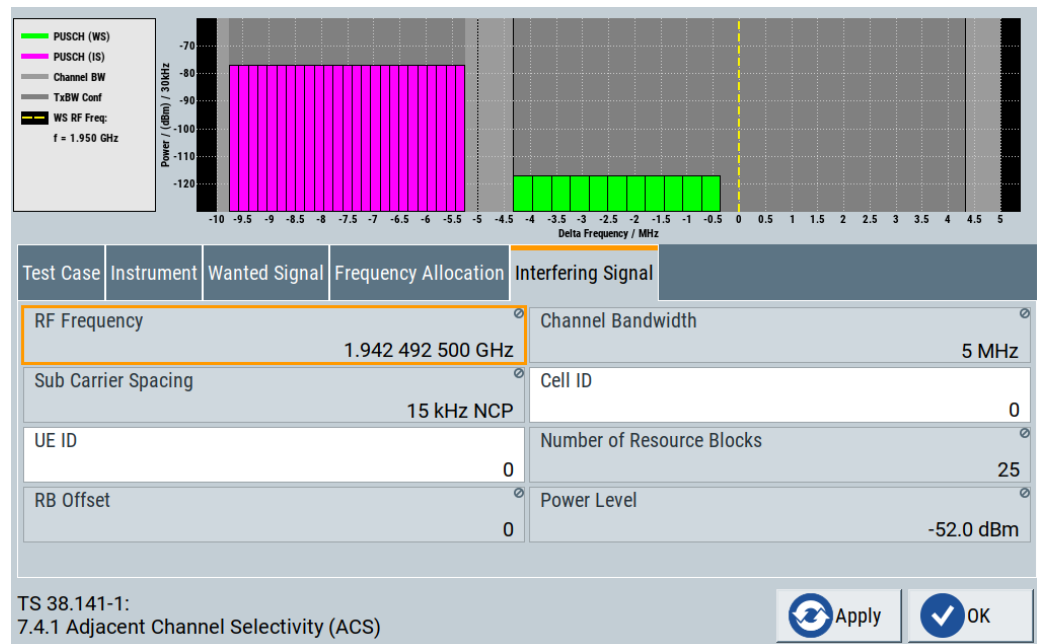 PUSCH (WS)
PUSCH (IS)
Channel BW
TxBW Conf
WS RF Freq:
f = 1.950 GHz
Power / (dBm) / 30kHz
-70
-80
-90
-100
-110
-120
-10 -9.5 -9 -8.5 -8 -7.5 -7 -6.5 -6 -5.5 -5 -4.5 -4 -3.5 -3 -2.5 -2 -1.5 -1 -0.5 0 0.5 1 1.5 2 2.5 3 3.5 4 4.5 5
Delta Frequency / MHz
Test Case Instrument Wanted Signal Frequency Allocation Interfering Signal
RF Frequency
1.942 492 500 GHz
Channel Bandwidth
5 MHz
Sub Carrier Spacing
15 kHz NCP
Cell ID
0
UE ID
0
Number of Resource Blocks
25
RB Offset
0
Power Level
-52.0 dBm
TS 38.141-1:
7.4.1 Adjacent Channel Selectivity (ACS)
Apply
OK